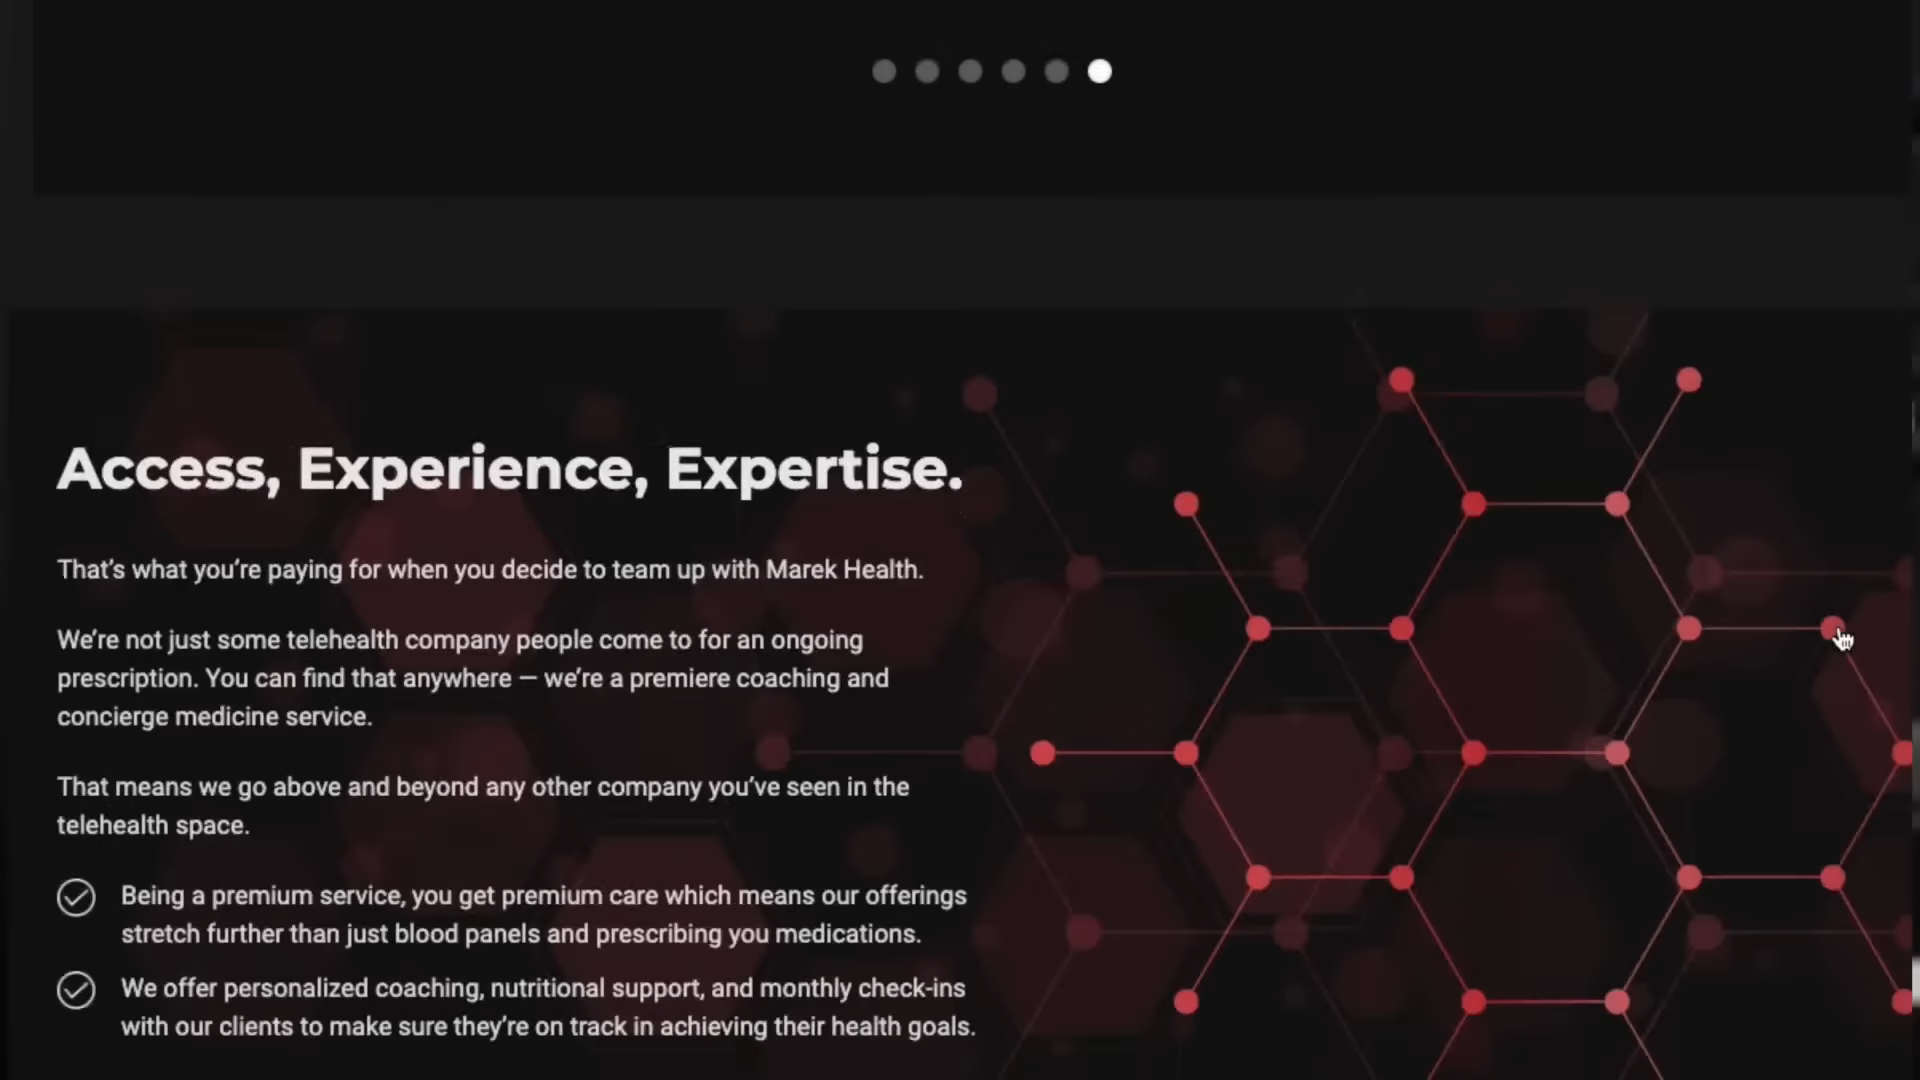 Access, Experience, Expertise.
That’s what you’re paying for when you decide to team up with Marek Health.
We’re not just some telehealth company people come to for an ongoing
prescription. You can find that anywhere — we’re a premiere coaching and
concierge medicine service.
That means we go above and beyond any other company you’ve seen in the
telehealth space.
Being a premium service, you get premium care which means our offerings
stretch further than just blood panels and prescribing you medications.
We offer personalized coaching, nutritional support, and monthly check-ins
with our clients to make sure they’re on track in achieving their health goals.